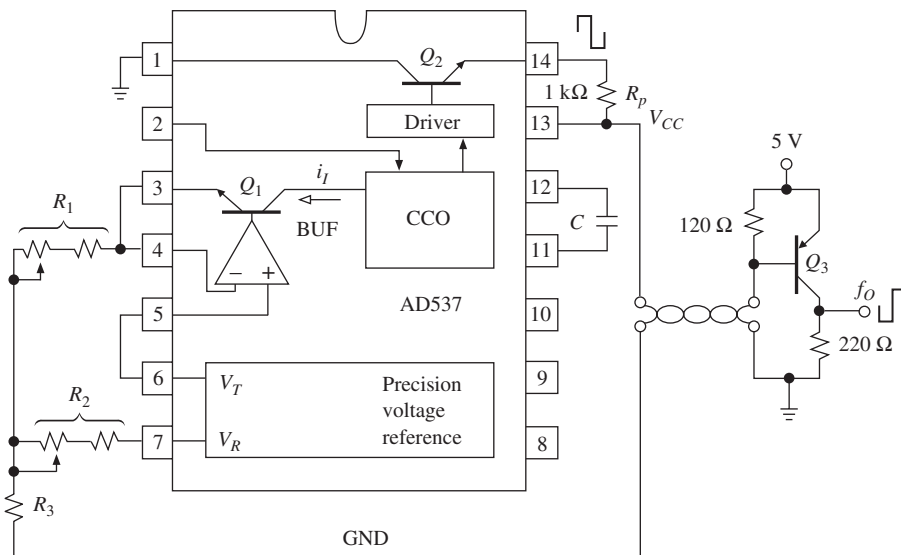 1
Q2
14
1 kΩ
Rp
2
Driver
13
VCC
5 V
3
Q1
iI
12
R1
BUF
CCO
C
120 Ω
4
− +
11
Q3
5
AD537
10
fO
220 Ω
6
VT
Precision
voltage
reference
9
R2
7
VR
8
R3
GND